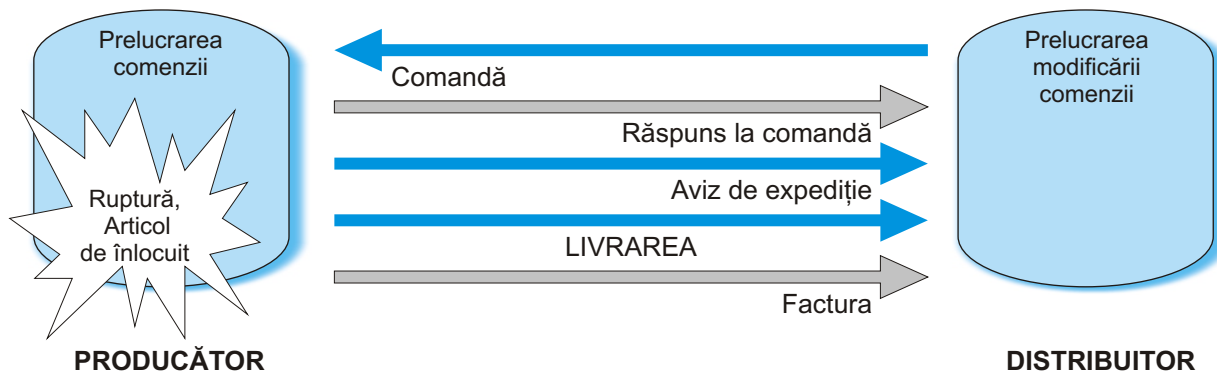 Prelucrarea
comenzii
Ruptură,
Articol
de înlocuit
PRODUCĂTOR
Comandă
Răspuns la comandă
Aviz de expediție
LIVRAREA
Factura
Prelucrarea
modificării
comenzii
DISTRIBUITOR